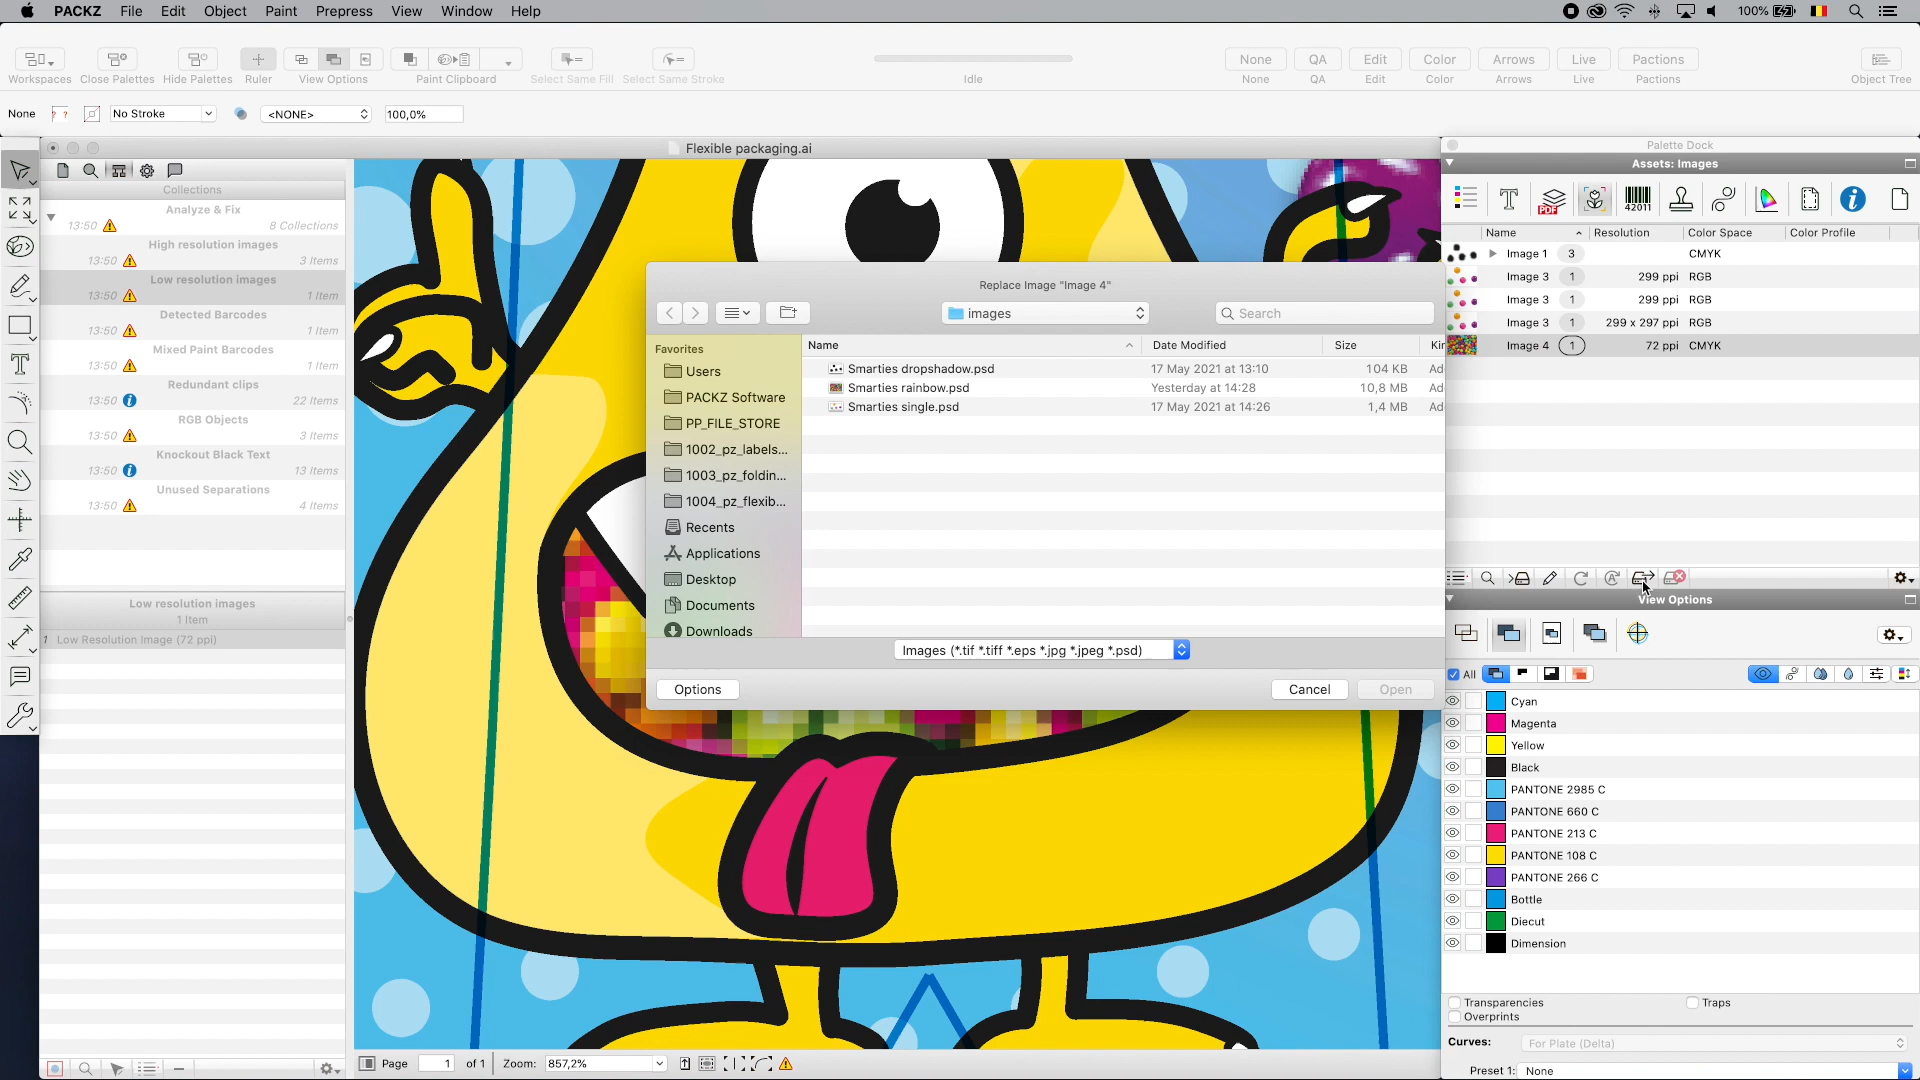 PACKZ File Edit Object Paint Prepress View Window Help 100%
None QA Edit Color Arrows Live Pactions
Workspaces Close Palettes Hide Palettes Ruler View Options Paint Clipboard Select Same Fill Select Same Stroke Idle None QA Edit Color Arrows Live Pactions Object Tree
None ? ? No Stroke <NONE> 100,0%
Flexible packaging.ai
Palette Dock
Assets: Images
Collections
Analyze & Fix
13:50 8 Collections
High resolution images
13:50 3 Items
Low resolution images
13:50 1 Item
Detected Barcodes
13:50 1 Item
Mixed Paint Barcodes
13:50 1 Item
Redundant clips
13:50 22 Items
RGB Objects
13:50 3 Items
Knockout Black Text
13:50 13 Items
Unused Separations
13:50 4 Items
Low resolution images
1 Item
1 Low Resolution Image (72 ppi)
Replace Image "Image 4"
images Search
Favorites
Users
PACKZ Software
PP_FILE_STORE
1002_pz_labels...
1003_pz_foldin...
1004_pz_flexib...
Recents
Applications
Desktop
Documents
Downloads
Name Date Modified Size Kin
Smarties dropshadow.psd 17 May 2021 at 13:10 104 KB Ad
Smarties rainbow.psd Yesterday at 14:28 10,8 MB Ad
Smarties single.psd 17 May 2021 at 14:26 1,4 MB Ad
Images (*.tif *.tiff *.eps *.jpg *.jpeg *.psd)
Options Cancel Open
PDF 42011
Name Resolution Color Space Color Profile
Image 1 3 CMYK
Image 3 1 299 ppi RGB
Image 3 1 299 ppi RGB
Image 3 1 299 x 297 ppi RGB
Image 4 1 72 ppi CMYK
View Options
All
Cyan
Magenta
Yellow
Black
PANTONE 2985 C
PANTONE 660 C
PANTONE 213 C
PANTONE 108 C
PANTONE 266 C
Bottle
Diecut
Dimension
Transparencies Traps
Overprints
Curves: For Plate (Delta)
Preset 1: None
Page 1 of 1 Zoom: 857,2%